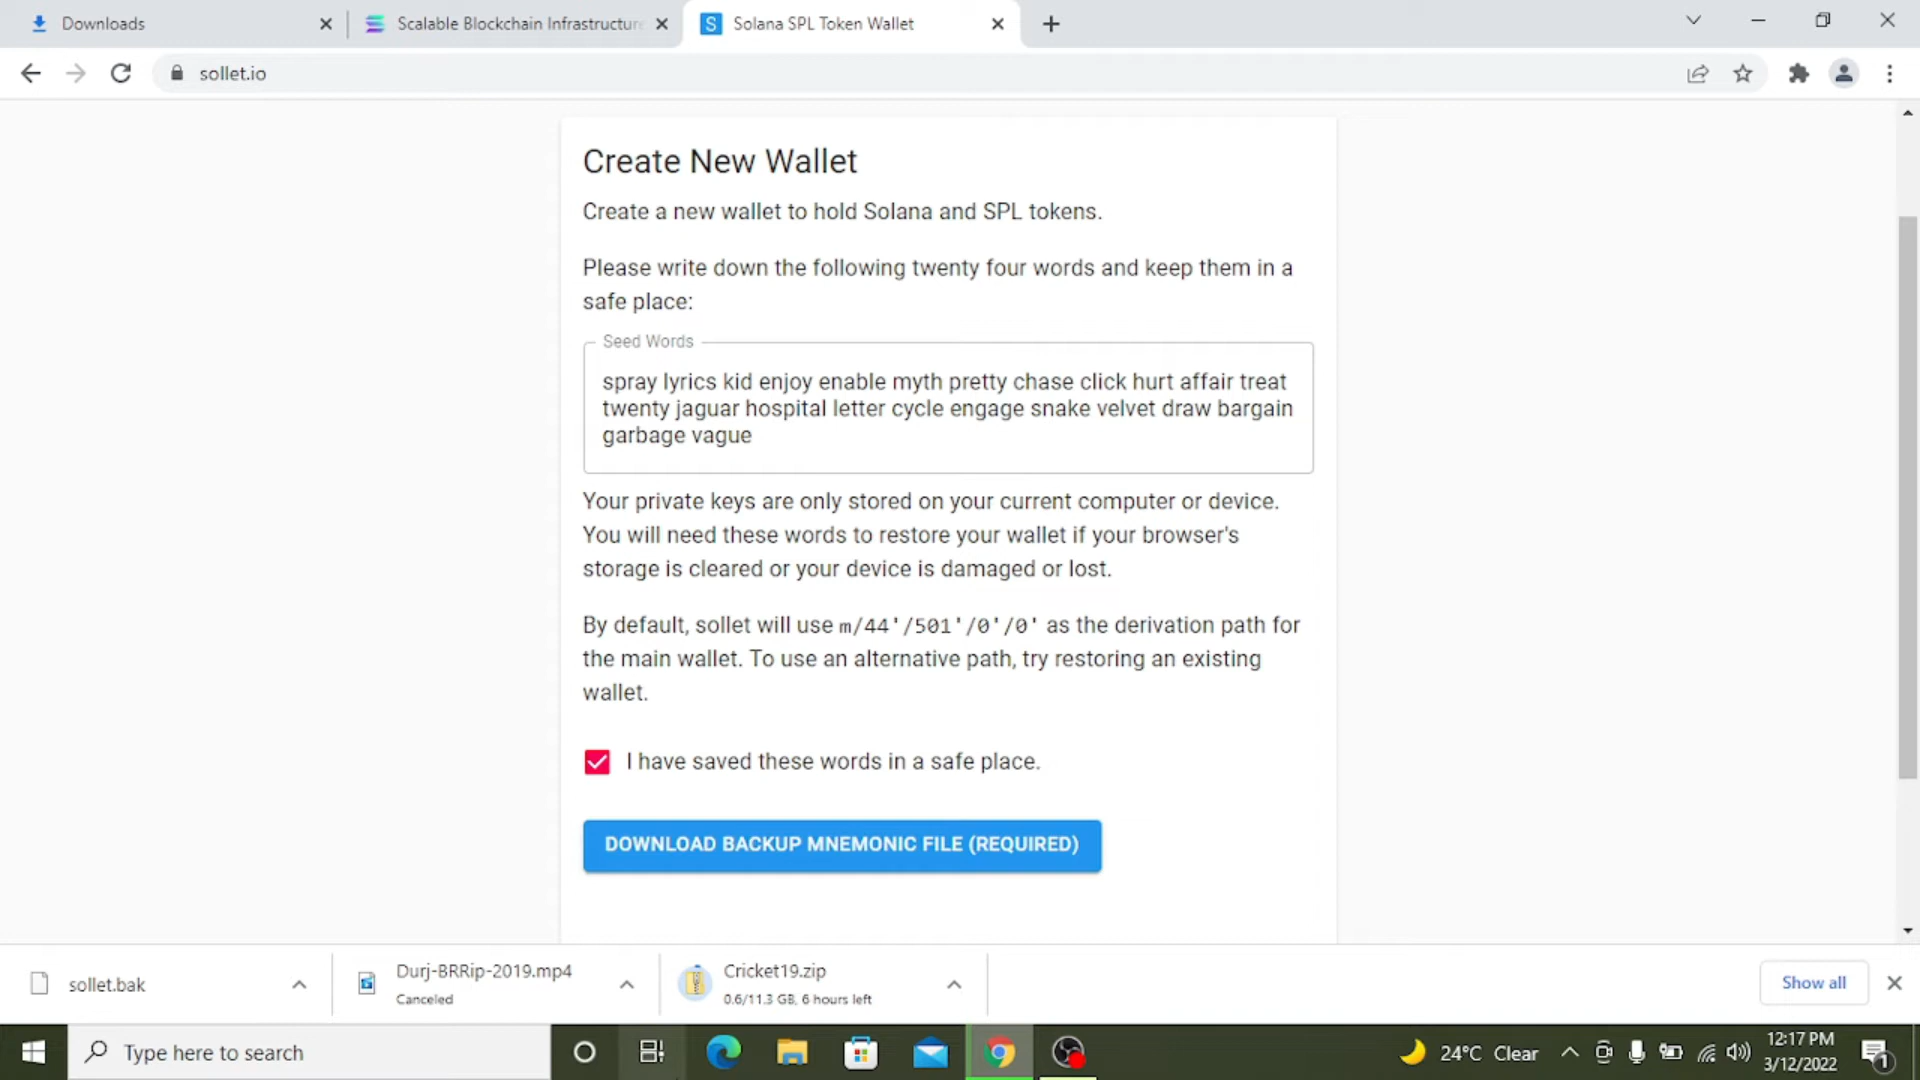 Downloads
Scalable Blockchain Infrastructure
Solana SPL Token Wallet
sollet.io
Create New Wallet
Create a new wallet to hold Solana and SPL tokens.
Please write down the following twenty four words and keep them in a
safe place:
Seed Words
spray lyrics kid enjoy enable myth pretty chase click hurt affair treat
twenty jaguar hospital letter cycle engage snake velvet draw bargain
garbage vague
Your private keys are only stored on your current computer or device.
You will need these words to restore your wallet if your browser's
storage is cleared or your device is damaged or lost.
By default, sollet will use m/44'/501'/0'/0' as the derivation path for
the main wallet. To use an alternative path, try restoring an existing
wallet.
I have saved these words in a safe place.
DOWNLOAD BACKUP MNEMONIC FILE (REQUIRED)
sollet.bak
Durj-BRRip-2019.mp4
Canceled
Cricket19.zip
0.6/11.3 GB, 6 hours left
Show all
Type here to search
24°C Clear
12:17 PM
3/12/2022
1